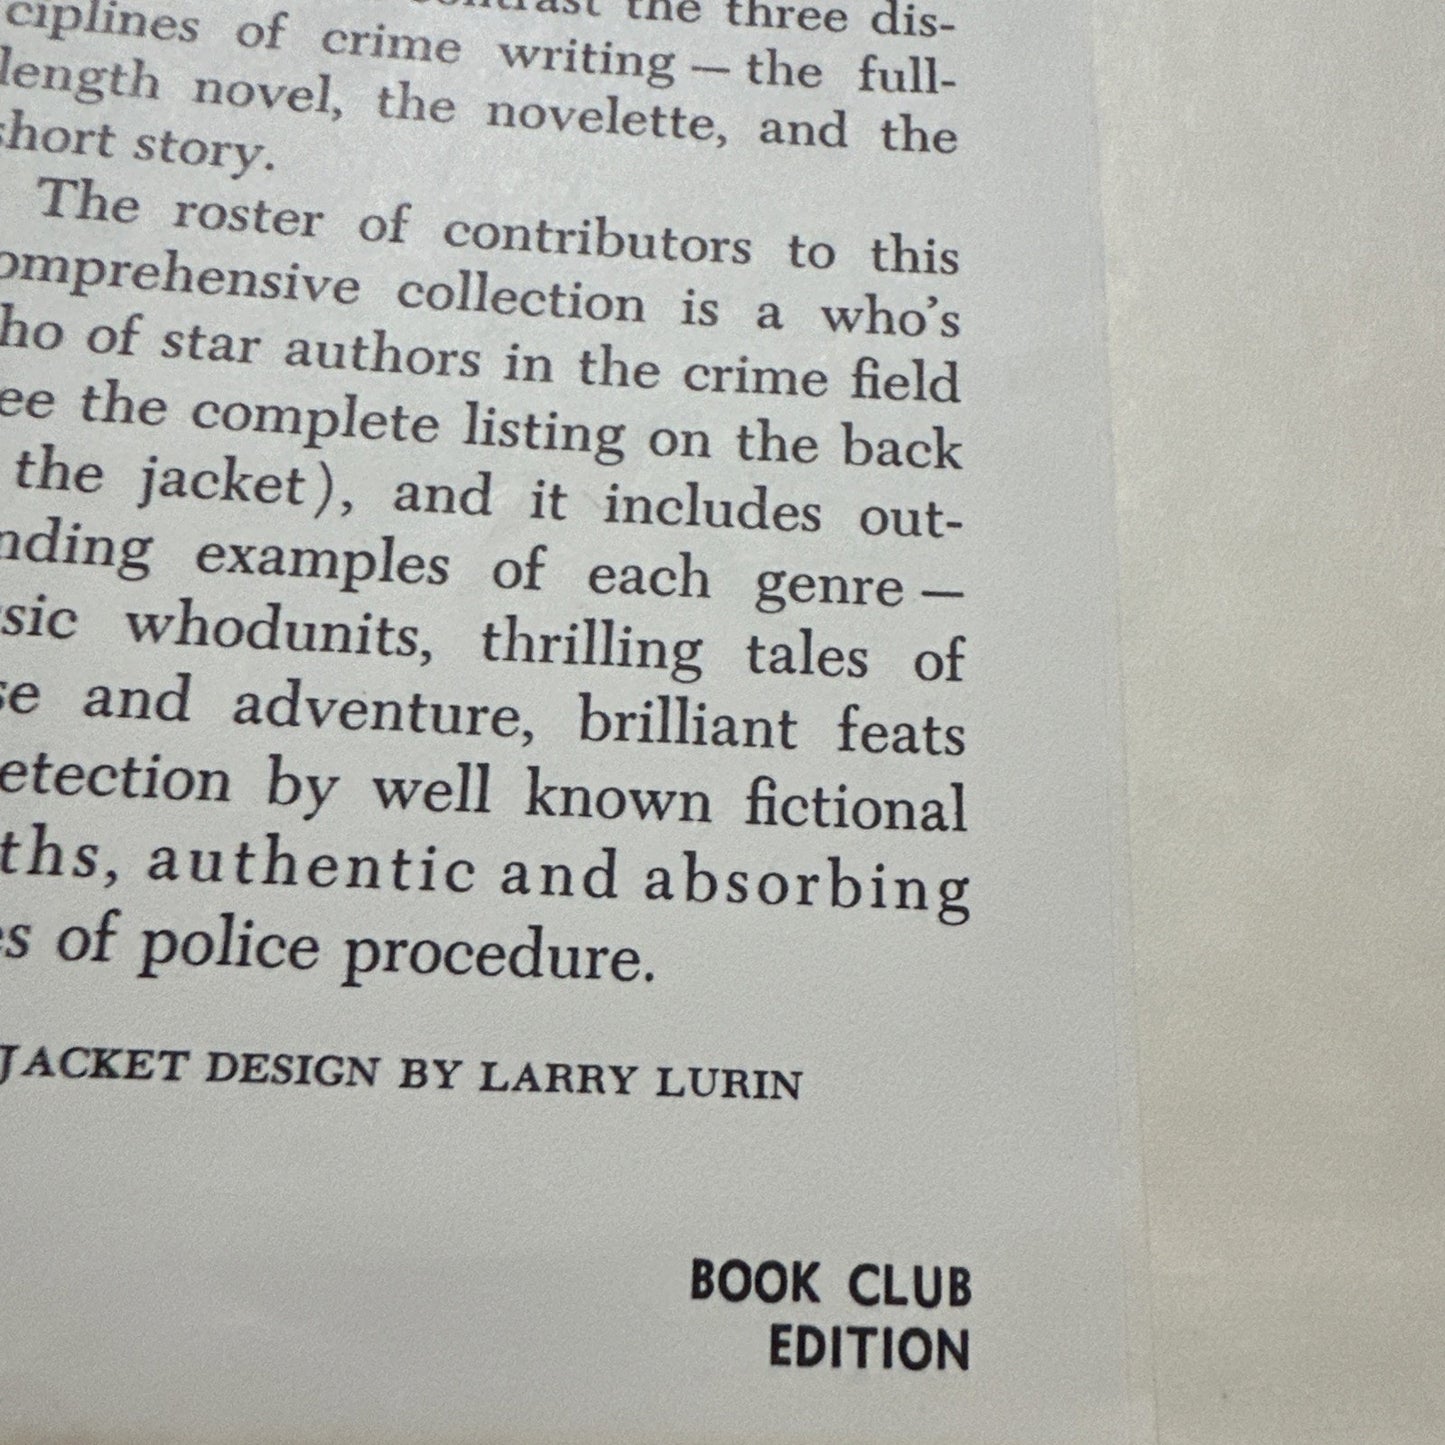 ciplines of crime writing — the full-
length novel, the novelette, and the
short story.
The roster of contributors to this
omprehensive collection is a who's
ho of star authors in the crime field
ee the complete listing on the back
the jacket), and it includes out-
nding examples of each genre —
sic whodunits, thrilling tales of
se and adventure, brilliant feats
etection by well known fictional
ths, authentic and absorbing
es of police procedure.
JACKET DESIGN BY LARRY LURIN
BOOK CLUB
EDITION